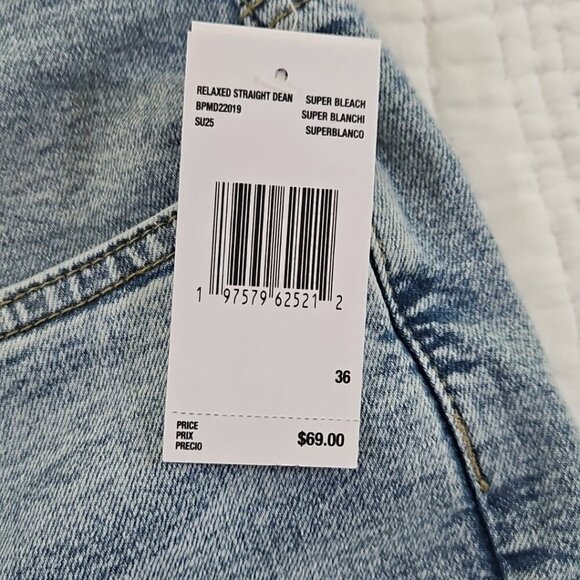 RELAXED STRAIGHT DEAN SUPER BLEACH
BPMD22019 SUPER BLANCHI
SU25 SUPERBLANCO
1 97579 62521 2
36
PRICE
PRIX
PRECIO
$69.00